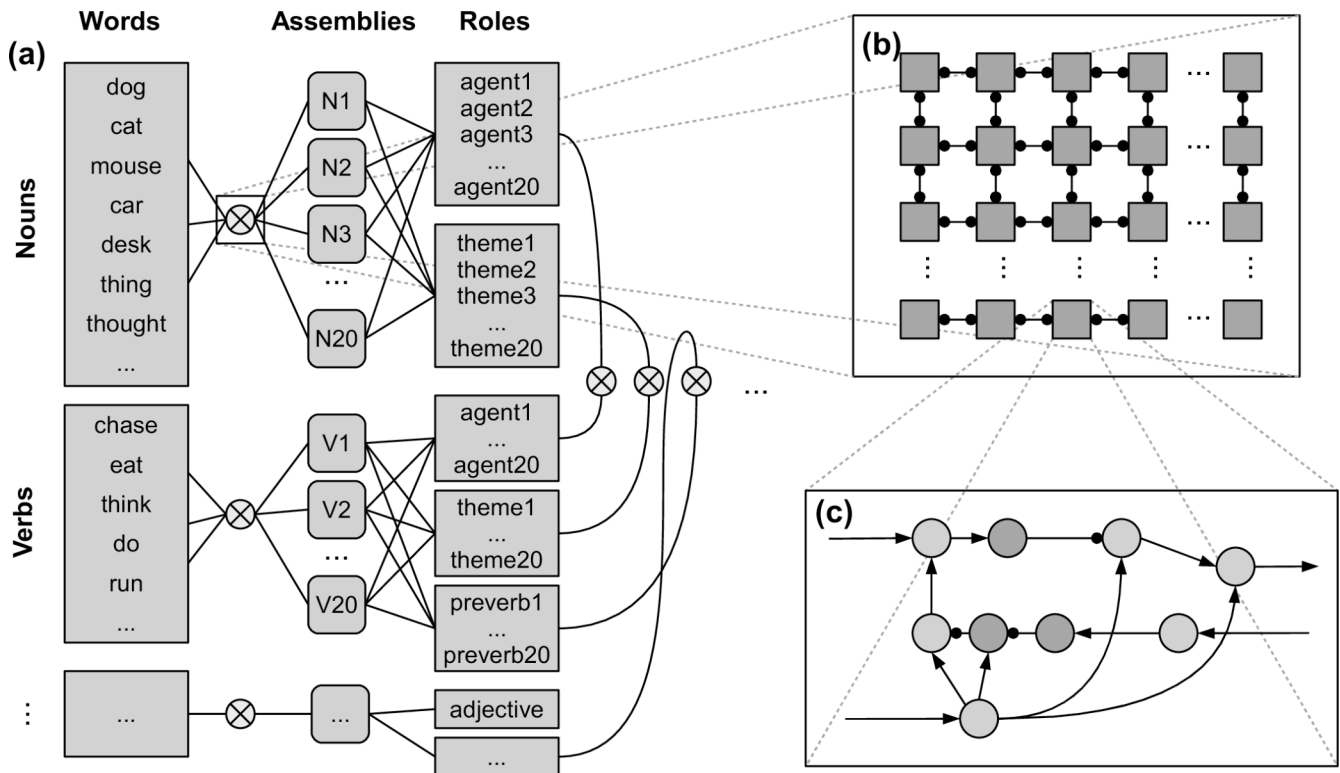 Words
Assemblies
Roles
(a)
Nouns
dog
cat
mouse
car
desk
thing
thought
...
N1
N2
N3
...
N20
agent1
agent2
agent3
...
agent20
theme1
theme2
theme3
...
theme20
Verbs
chase
eat
think
do
run
...
V1
V2
...
V20
agent1
...
agent20
theme1
...
theme20
preverb1
...
preverb20
...
...
...
adjective
...
...
(b)
...
...
...
...
...
...
...
...
(c)